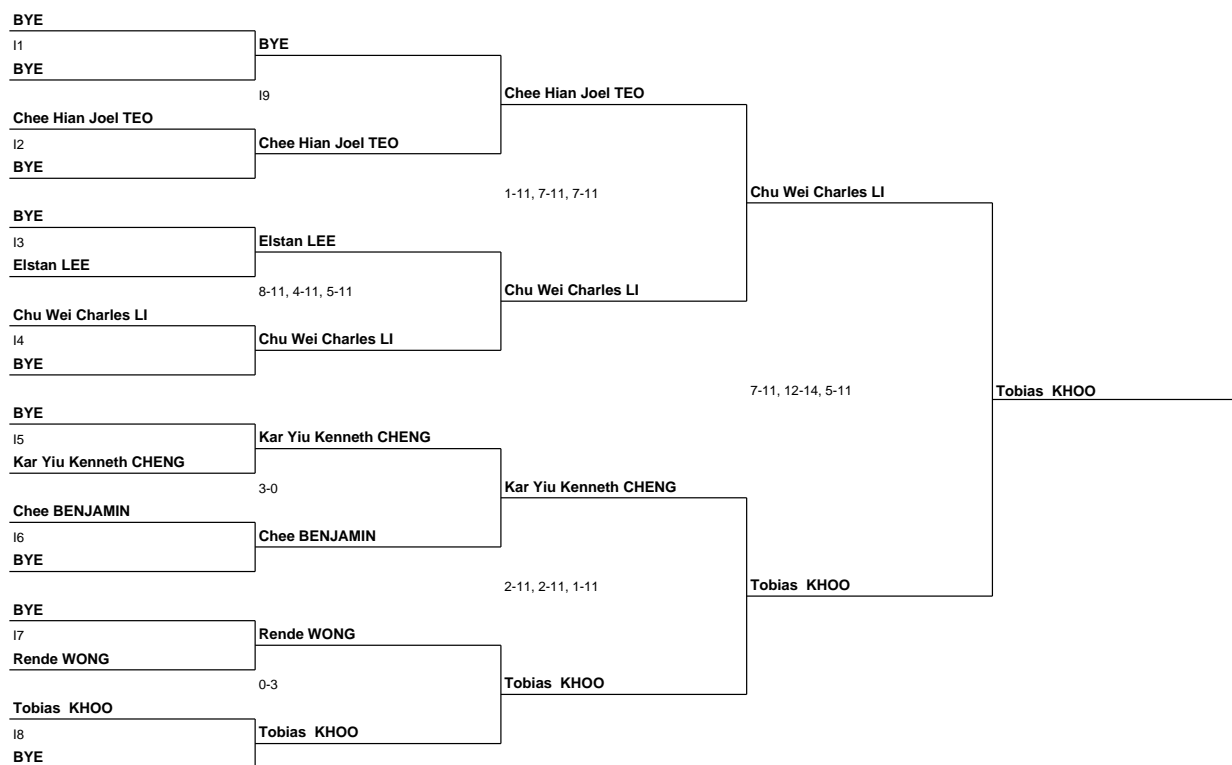 BYE
I1
BYE
BYE
I9
Chee Hian Joel TEO
Chee Hian Joel TEO
I2
Chee Hian Joel TEO
BYE
1-11, 7-11, 7-11
Chu Wei Charles LI
BYE
I3
Elstan LEE
Elstan LEE
8-11, 4-11, 5-11
Chu Wei Charles LI
Chu Wei Charles LI
I4
Chu Wei Charles LI
BYE
7-11, 12-14, 5-11
Tobias KHOO
BYE
I5
Kar Yiu Kenneth CHENG
Kar Yiu Kenneth CHENG
3-0
Kar Yiu Kenneth CHENG
Chee BENJAMIN
I6
Chee BENJAMIN
BYE
2-11, 2-11, 1-11
Tobias KHOO
BYE
I7
Rende WONG
Rende WONG
0-3
Tobias KHOO
Tobias KHOO
I8
Tobias KHOO
BYE